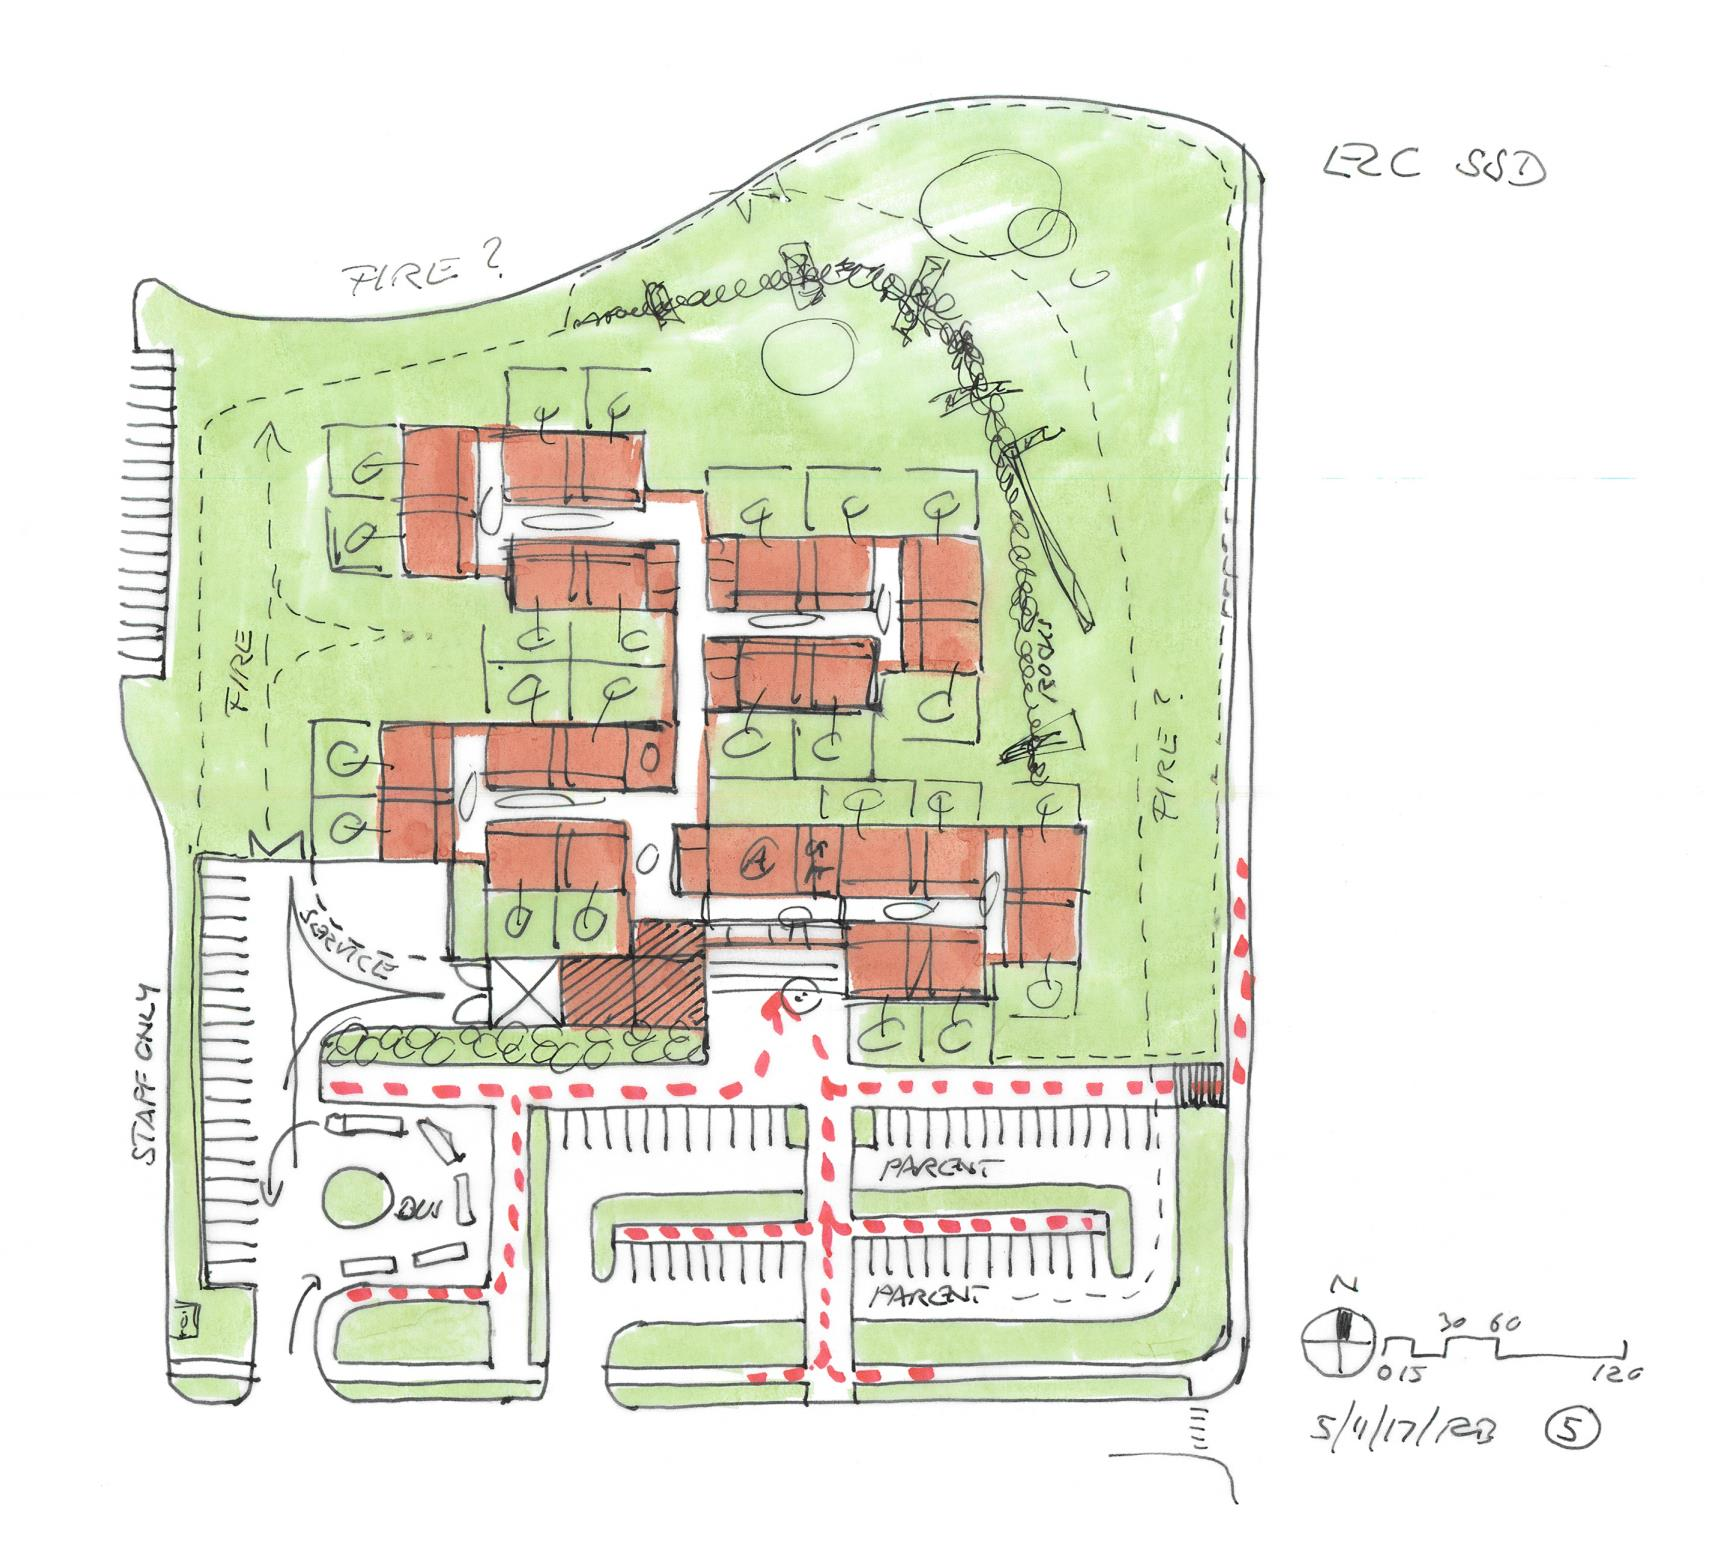 ELC SSD
FIRE ?
FIRE
FIRE ?
A
SERVICE
STAFF ONLY
BUS
PARENT
PARENT
N
30 60
0 15 120
5/11/17/RB 5